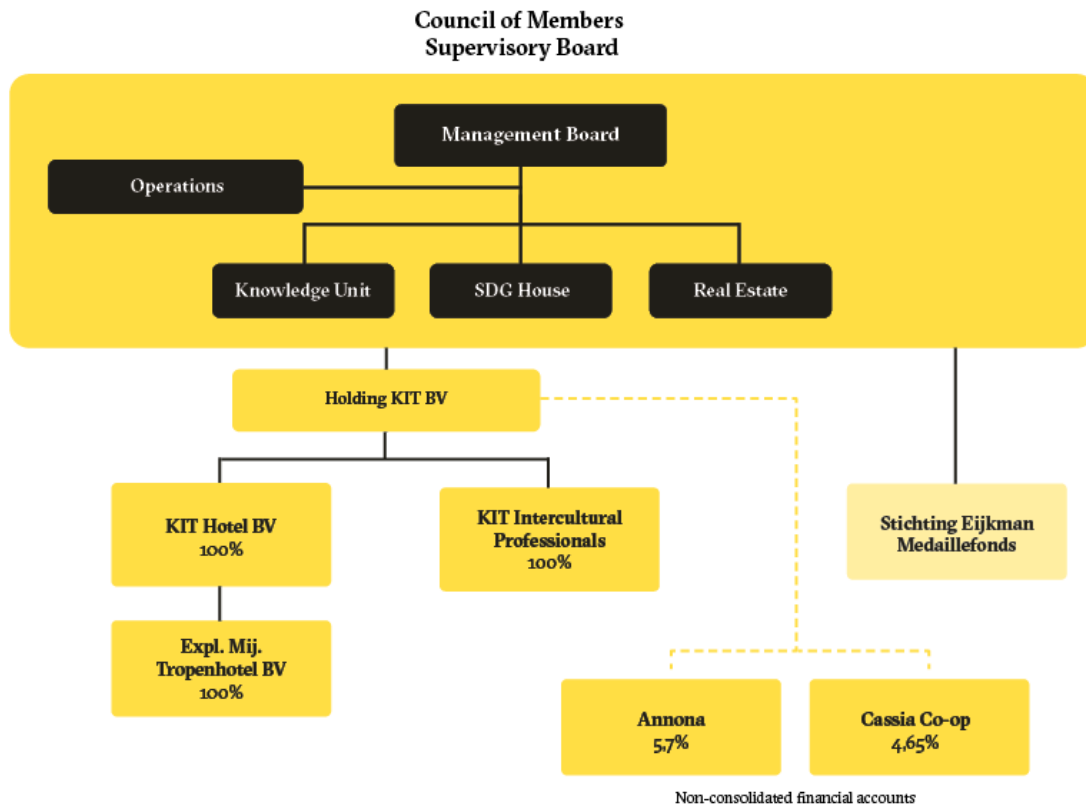 Council of Members
Supervisory Board
Management Board
Operations
Knowledge Unit
SDG House
Real Estate
Holding KIT BV
KIT Hotel BV
100%
KIT Intercultural
Professionals
100%
Stichting Eijkman
Medaillefonds
Expl. Mij.
Tropenhotel BV
100%
Annona
5,7%
Cassia Co-op
4,65%
Non-consolidated financial accounts